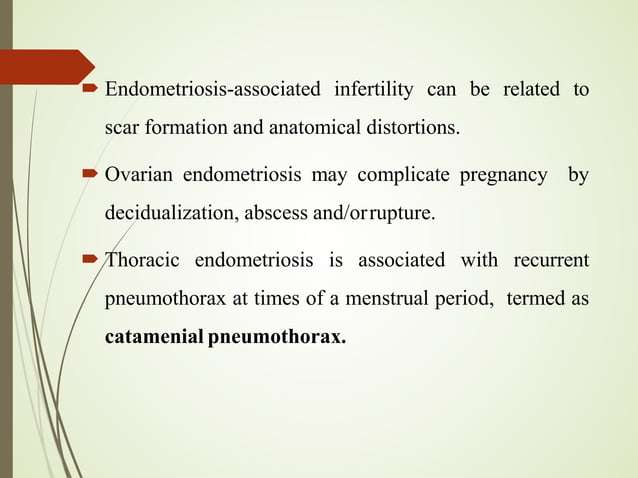 Endometriosis-associated infertility can be related to
scar formation and anatomical distortions.
Ovarian endometriosis may complicate pregnancy by
decidualization, abscess and/orrupture.
Thoracic endometriosis is associated with recurrent
pneumothorax at times of a menstrual period, termed as
catamenial pneumothorax.